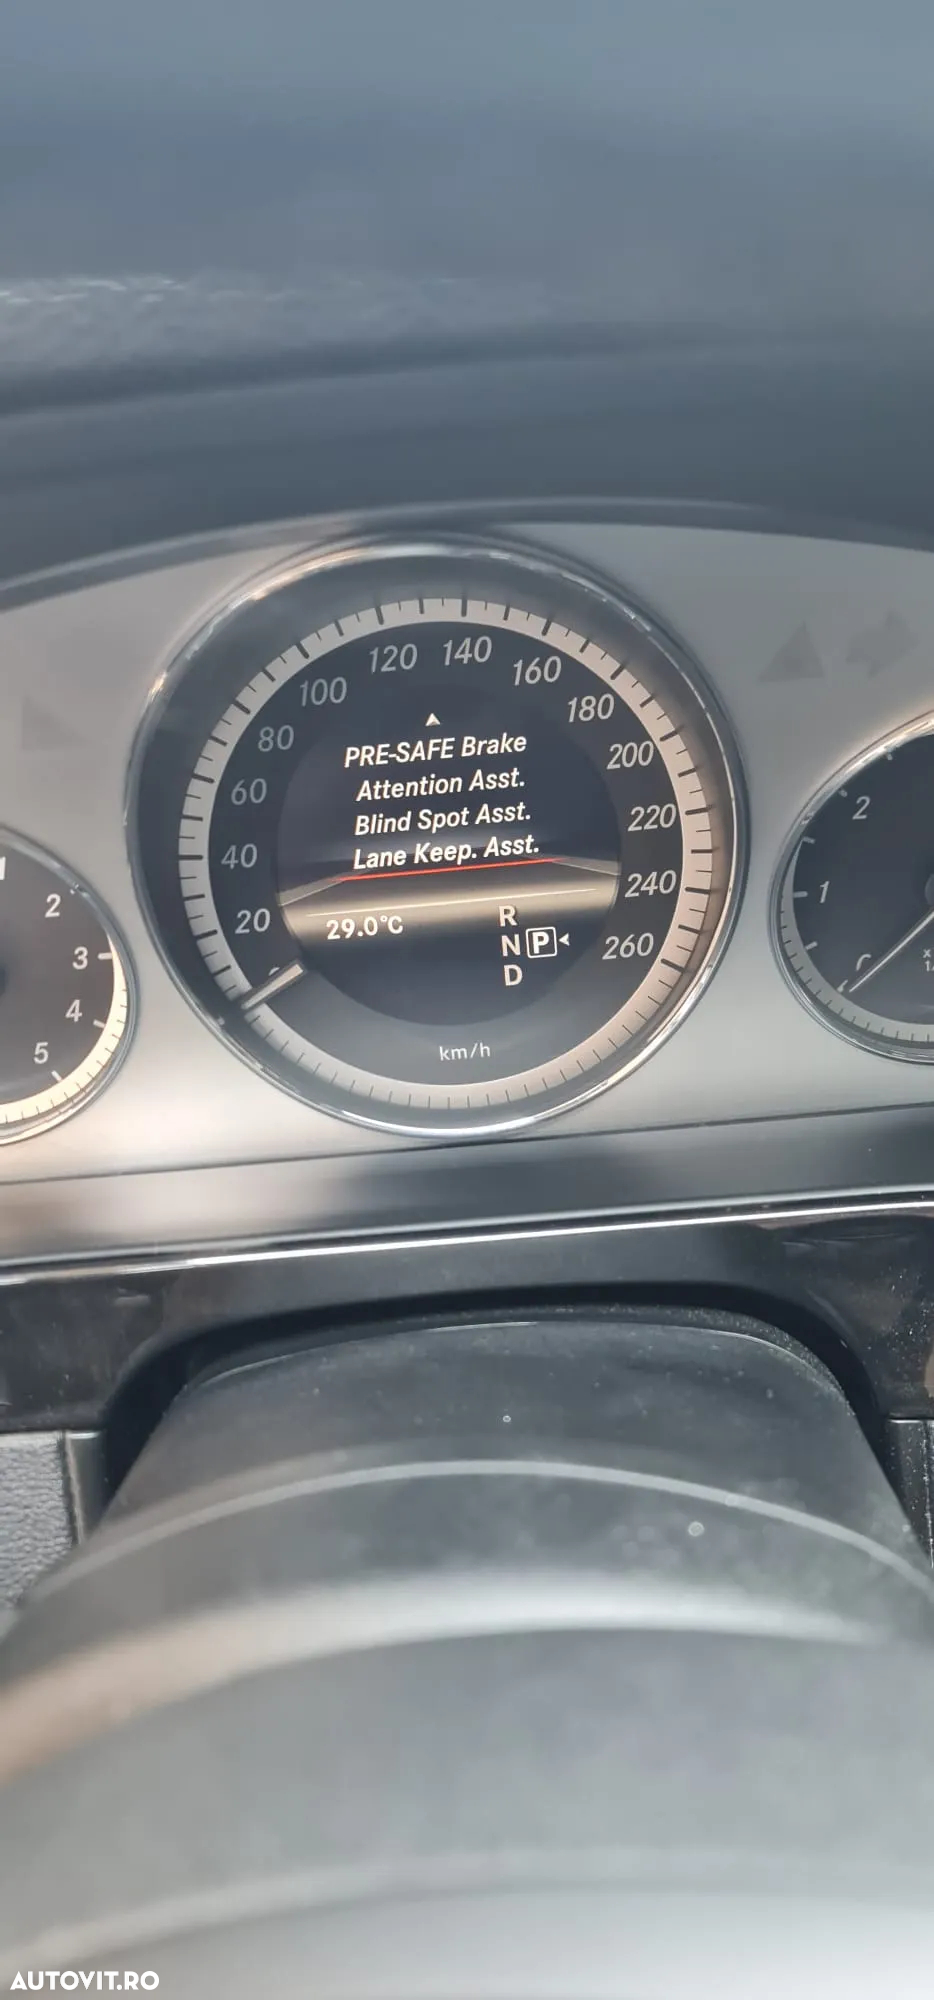 120 140
100 160
80 180
60 200
40 220
20 240
260
PRE-SAFE Brake
Attention Asst.
Blind Spot Asst.
Lane Keep. Asst.
29.0°C
R
N P
D
km/h
2
3
4
5
2
1
AUTOVIT.RO